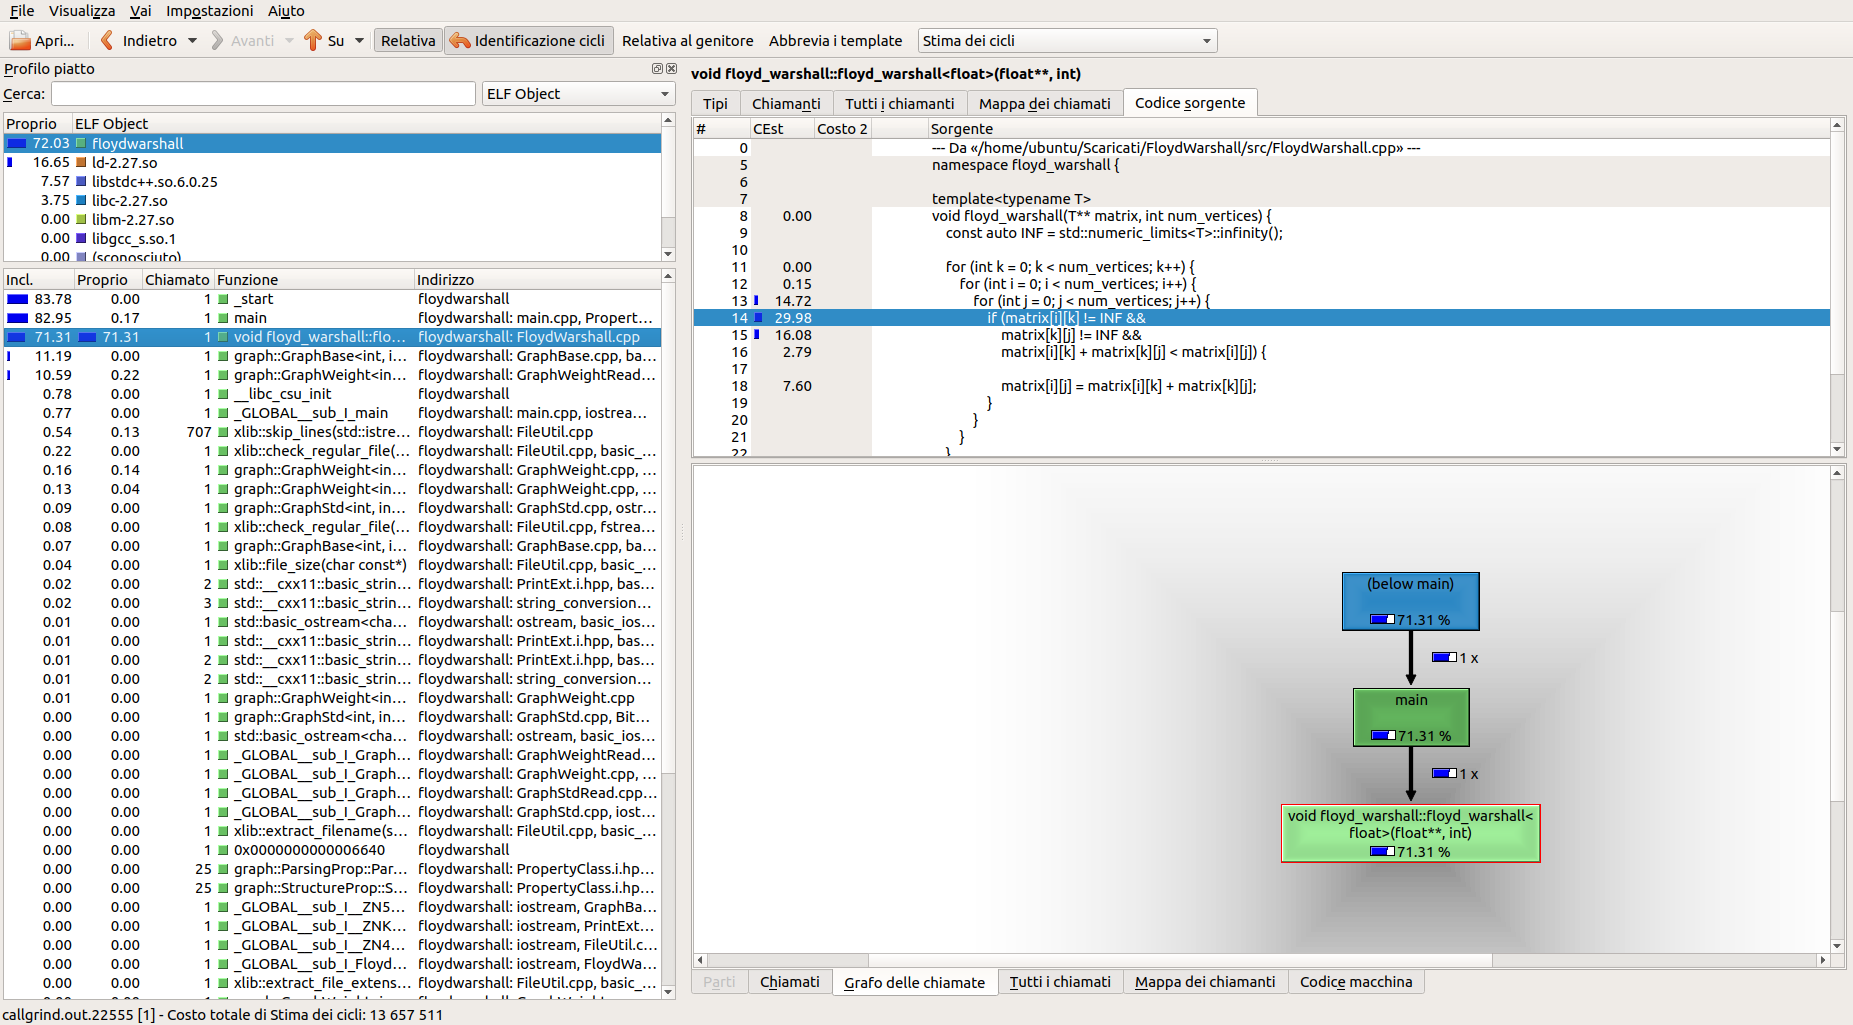 File Visualizza Vai Impostazioni Aiuto
Apri... Indietro Avanti Su Relativa Identificazione cicli Relativa al genitore Abbrevia i template Stima dei cicli
Profilo piatto
Cerca: ELF Object
Proprio ELF Object
72.03 floydwarshall
16.65 ld-2.27.so
7.57 libstdc++.so.6.0.25
3.75 libc-2.27.so
0.00 libm-2.27.so
0.00 libgcc_s.so.1
0.00 (sconosciuto)
Incl. Proprio Chiamato Funzione Indirizzo
83.78 0.00 1 _start floydwarshall
82.95 0.17 1 main floydwarshall: main.cpp, Propert...
71.31 71.31 1 void floyd_warshall::flo... floydwarshall: FloydWarshall.cpp
11.19 0.00 1 graph::GraphBase<int, i... floydwarshall: GraphBase.cpp, ba...
10.59 0.22 1 graph::GraphWeight<in... floydwarshall: GraphWeightRead...
0.78 0.00 1 __libc_csu_init floydwarshall
0.77 0.00 1 _GLOBAL__sub_I_main floydwarshall: main.cpp, iostrea...
0.54 0.13 707 xlib::skip_lines(std::istre... floydwarshall: FileUtil.cpp
0.22 0.00 1 xlib::check_regular_file(... floydwarshall: FileUtil.cpp, basic_...
0.16 0.14 1 graph::GraphWeight<in... floydwarshall: GraphWeight.cpp, ...
0.13 0.04 1 graph::GraphWeight<in... floydwarshall: GraphWeight.cpp, ...
0.09 0.00 1 graph::GraphStd<int, in... floydwarshall: GraphStd.cpp, ostr...
0.08 0.00 1 xlib::check_regular_file(... floydwarshall: FileUtil.cpp, fstrea...
0.07 0.00 1 graph::GraphBase<int, i... floydwarshall: GraphBase.cpp, ba...
0.04 0.00 1 xlib::file_size(char const*) floydwarshall: FileUtil.cpp, basic_...
0.02 0.00 2 std::__cxx11::basic_strin... floydwarshall: PrintExt.i.hpp, bas...
0.02 0.00 3 std::__cxx11::basic_strin... floydwarshall: string_conversion...
0.01 0.00 1 std::basic_ostream<cha... floydwarshall: ostream, basic_ios...
0.01 0.00 1 std::__cxx11::basic_strin... floydwarshall: PrintExt.i.hpp, bas...
0.01 0.00 2 std::__cxx11::basic_strin... floydwarshall: PrintExt.i.hpp, bas...
0.01 0.00 2 std::__cxx11::basic_strin... floydwarshall: string_conversion...
0.01 0.00 1 graph::GraphWeight<in... floydwarshall: GraphWeight.cpp
0.00 0.00 1 graph::GraphStd<int, in... floydwarshall: GraphStd.cpp, Bit...
0.00 0.00 1 std::basic_ostream<cha... floydwarshall: ostream, basic_ios...
0.00 0.00 1 _GLOBAL__sub_I_Graph... floydwarshall: GraphWeightRead...
0.00 0.00 1 _GLOBAL__sub_I_Graph... floydwarshall: GraphWeight.cpp, ...
0.00 0.00 1 _GLOBAL__sub_I_Graph... floydwarshall: GraphStdRead.cpp...
0.00 0.00 1 _GLOBAL__sub_I_Graph... floydwarshall: GraphStd.cpp, iost...
0.00 0.00 1 xlib::extract_filename(s... floydwarshall: FileUtil.cpp, basic_...
0.00 0.00 1 0x0000000000006640 floydwarshall
0.00 0.00 25 graph::ParsingProp::Par... floydwarshall: PropertyClass.i.hp...
0.00 0.00 25 graph::StructureProp::S... floydwarshall: PropertyClass.i.hp...
0.00 0.00 1 _GLOBAL__sub_I__ZN5... floydwarshall: iostream, GraphBa...
0.00 0.00 1 _GLOBAL__sub_I__ZNK... floydwarshall: iostream, PrintExt...
0.00 0.00 1 _GLOBAL__sub_I__ZN4... floydwarshall: iostream, FileUtil.c...
0.00 0.00 1 _GLOBAL__sub_I_Floyd... floydwarshall: iostream, FloydWa...
0.00 0.00 1 xlib::extract_file_extens... floydwarshall: FileUtil.cpp, basic_...
void floyd_warshall::floyd_warshall<float>(float**, int)
Tipi Chiamanti Tutti i chiamanti Mappa dei chiamati Codice sorgente
# CEst Costo 2 Sorgente
0 --- Da «/home/ubuntu/Scaricati/FloydWarshall/src/FloydWarshall.cpp» ---
5 namespace floyd_warshall {
6
7 template<typename T>
8 0.00 void floyd_warshall(T** matrix, int num_vertices) {
9 const auto INF = std::numeric_limits<T>::infinity();
10
11 0.00 for (int k = 0; k < num_vertices; k++) {
12 0.15 for (int i = 0; i < num_vertices; i++) {
13 14.72 for (int j = 0; j < num_vertices; j++) {
14 29.98 if (matrix[i][k] != INF &&
15 16.08 matrix[k][j] != INF &&
16 2.79 matrix[i][k] + matrix[k][j] < matrix[i][j]) {
17
18 7.60 matrix[i][j] = matrix[i][k] + matrix[k][j];
19 }
20 }
21 }
22 }
(below main)
71.31 %
1 x
main
71.31 %
1 x
void floyd_warshall::floyd_warshall<
float>(float**, int)
71.31 %
Parti Chiamati Grafo delle chiamate Tutti i chiamati Mappa dei chiamanti Codice macchina
callgrind.out.22555 [1] - Costo totale di Stima dei cicli: 13 657 511